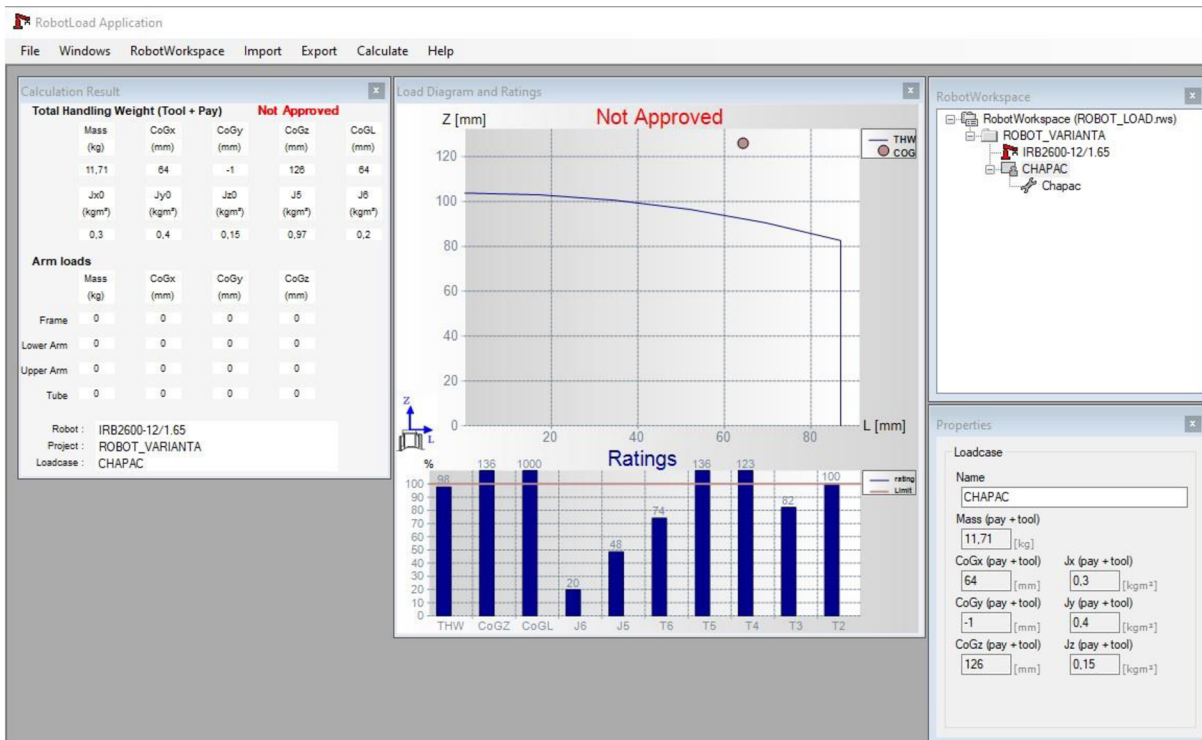 RobotLoad Application
File Windows RobotWorkspace Import Export Calculate Help
Calculation Result
Total Handling Weight (Tool + Pay) Not Approved
Mass CoGx CoGy CoGz CoGL
(kg) (mm) (mm) (mm) (mm)
11,71 64 -1 126 64
Jx0 Jy0 Jz0 J5 J6
(kgm²) (kgm²) (kgm²) (kgm²) (kgm²)
0,3 0,4 0,15 0,97 0,2
Arm loads
Mass CoGx CoGy CoGz
(kg) (mm) (mm) (mm)
Frame 0 0 0 0
Lower Arm 0 0 0 0
Upper Arm 0 0 0 0
Tube 0 0 0 0
Robot : IRB2600-12/1.65
Project : ROBOT_VARIANTA
Loadcase : CHAPAC
Load Diagram and Ratings
Not Approved
Z [mm]
THW
COG
120
100
80
60
40
20
0
Z
L
20 40 60 80
L [mm]
Ratings
%
rating
Limit
98 136 1000 20 48 74 136 123 82 100
100
90
80
70
60
50
40
30
20
10
0
THW CoGZ CoGL J6 J5 T6 T5 T4 T3 T2
RobotWorkspace
RobotWorkspace (ROBOT_LOAD.rws)
ROBOT_VARIANTA
IRB2600-12/1.65
CHAPAC
Chapac
Properties
Loadcase
Name
CHAPAC
Mass (pay + tool)
11,71 [kg]
CoGx (pay + tool) Jx (pay + tool)
64 [mm] 0,3 [kgm²]
CoGy (pay + tool) Jy (pay + tool)
-1 [mm] 0,4 [kgm²]
CoGz (pay + tool) Jz (pay + tool)
126 [mm] 0,15 [kgm²]